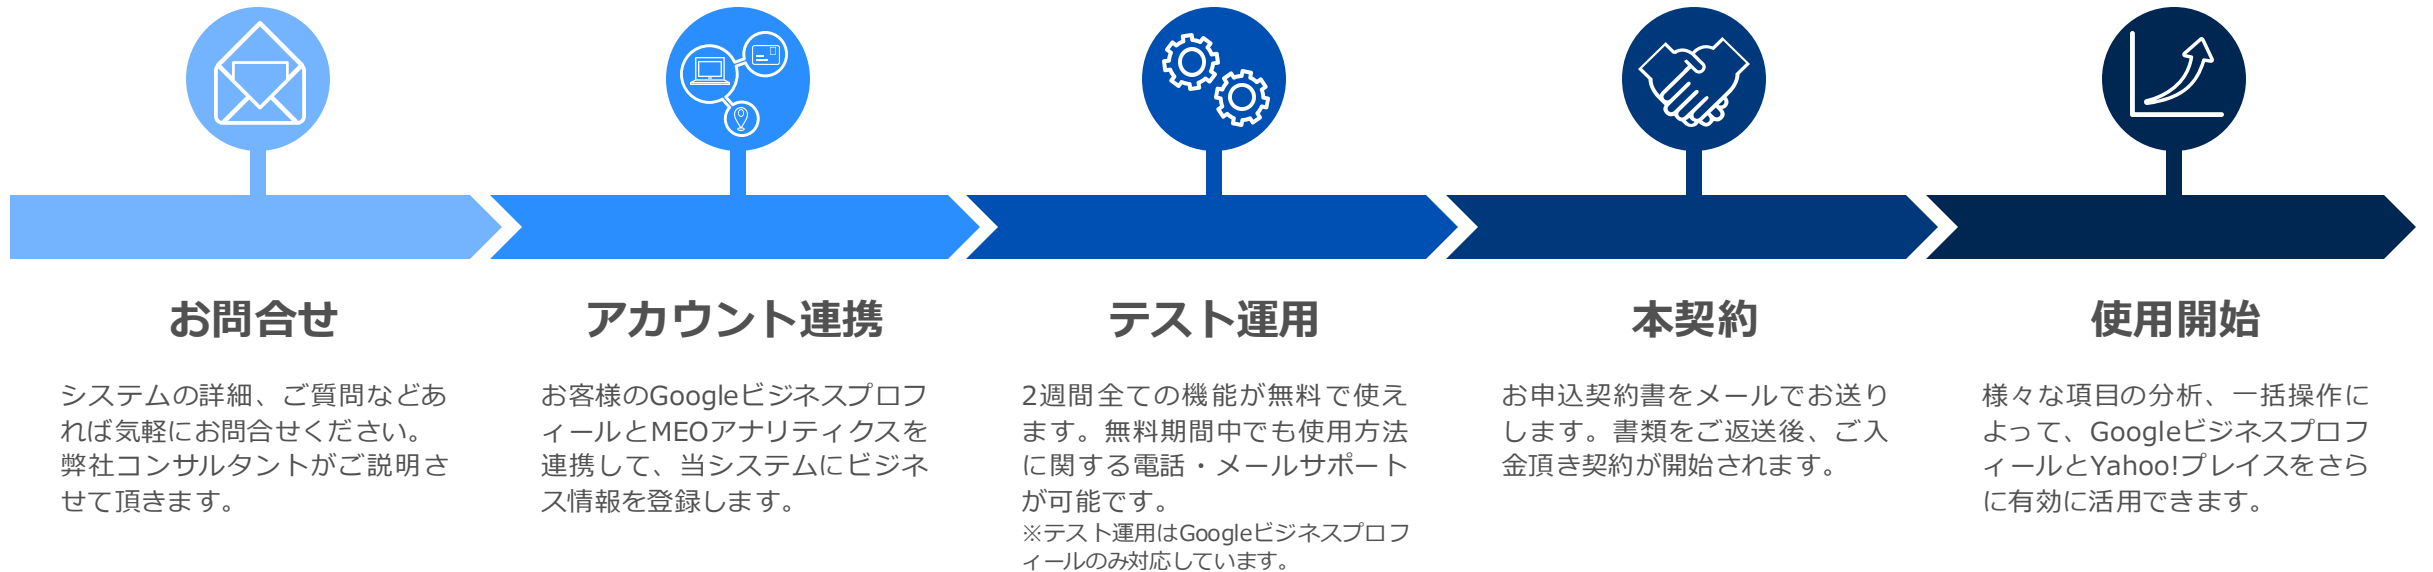 お問合せ
システムの詳細、ご質問などあ
れば気軽にお問合せください。
弊社コンサルタントがご説明さ
せて頂きます。
アカウント連携
お客様のGoogleビジネスプロフ
ィールとMEOアナリティクスを
連携して、当システムにビジネ
ス情報を登録します。
テスト運用
2週間全ての機能が無料で使え
ます。無料期間中でも使用方法
に関する電話・メールサポート
が可能です。
※テスト運用はGoogleビジネスプロフ
ィールのみ対応しています。
本契約
お申込契約書をメールでお送り
します。書類をご返送後、ご入
金頂き契約が開始されます。
使用開始
様々な項目の分析、一括操作に
よって、Googleビジネスプロフ
ィールとYahoo!プレイスをさら
に有効に活用できます。